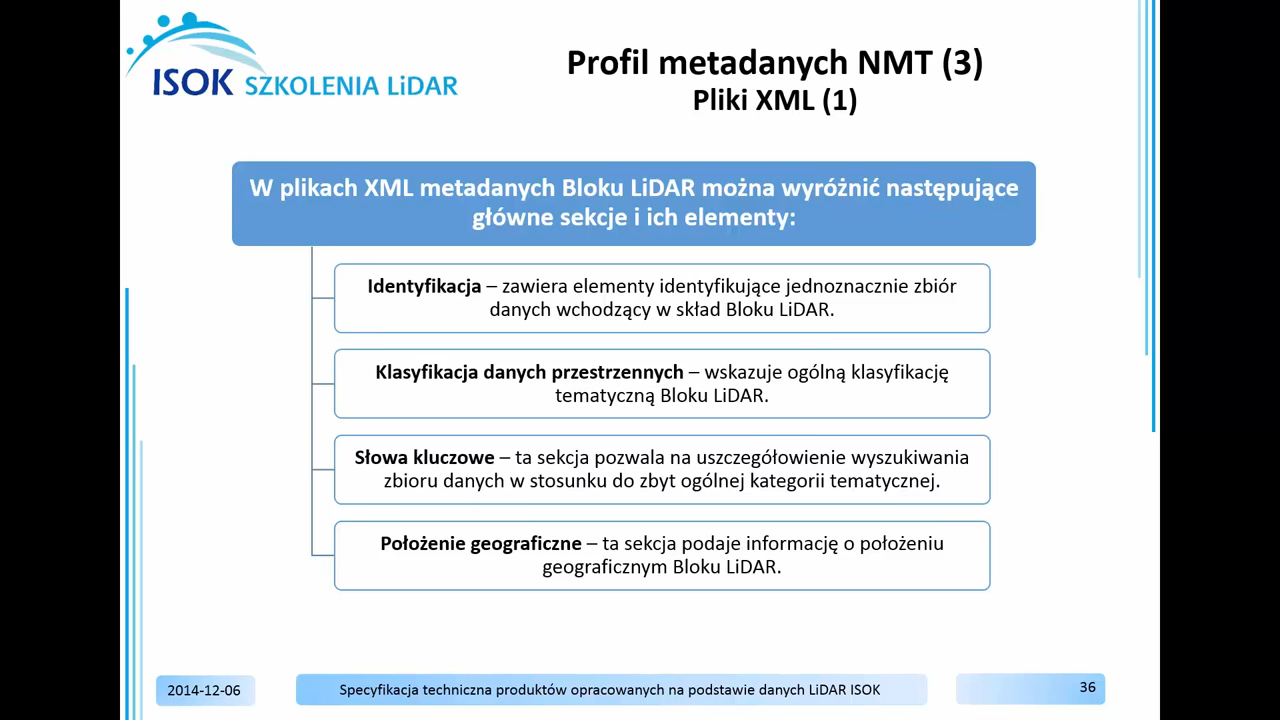 ISOK SZKOLENIA LiDAR
Profil metadanych NMT (3)
Pliki XML (1)
W plikach XML metadanych Bloku LiDAR można wyróżnić następujące
główne sekcje i ich elementy:
Identyfikacja – zawiera elementy identyfikujące jednoznacznie zbiór
danych wchodzący w skład Bloku LiDAR.
Klasyfikacja danych przestrzennych – wskazuje ogólną klasyfikację
tematyczną Bloku LiDAR.
Słowa kluczowe – ta sekcja pozwala na uszczegółowienie wyszukiwania
zbioru danych w stosunku do zbyt ogólnej kategorii tematycznej.
Położenie geograficzne – ta sekcja podaje informację o położeniu
geograficznym Bloku LiDAR.
2014-12-06
Specyfikacja techniczna produktów opracowanych na podstawie danych LiDAR ISOK
36